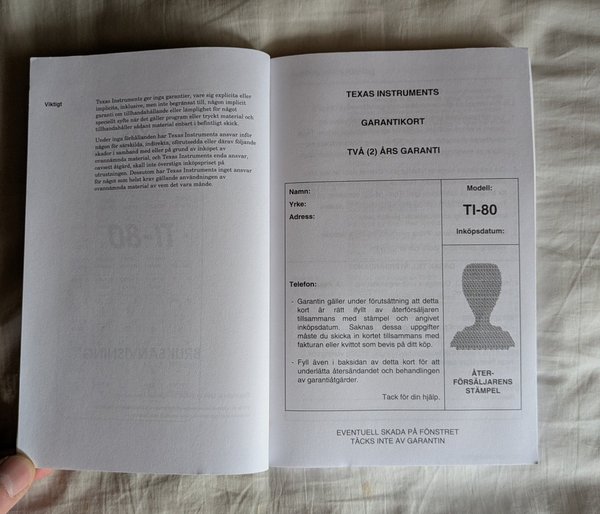 Viktigt
Texas Instruments ger inga garantier, vare sig explicita eller
implicita, inklusive, men inte begränsat till, någon implicit
garanti om tillhandahållande eller lämplighet för något
speciellt syfte när det gäller program eller tryckt material och
tillhandahåller sådant material enbart i befintligt skick.
Under inga förhållanden har Texas Instruments ansvar inför
någon för särskilda, indirekta, oförutsedda eller därav följande
skador i samband med eller på grund av inköpet av
ovannämnda material, och Texas Instruments enda ansvar,
oavsett åtgärd, skall inte överstiga inköpspriset på
utrustningen. Dessutom har Texas Instruments inget ansvar
för någon som helst krav gällande användningen av
ovannämnda material av vem det vara månde.
TEXAS INSTRUMENTS
GARANTIKORT
TVÅ (2) ÅRS GARANTI
Namn:
Yrke:
Adress:
Telefon:
- Garantin gäller under förutsättning att detta
kort är rätt ifyllt av återförsäljaren
tillsammans med stämpel och angivet
inköpsdatum. Saknas dessa uppgifter
måste du skicka in kortet tillsammans med
fakturan eller kvittot som bevis på ditt köp.
- Fyll även i baksidan av detta kort för att
underlätta återsändandet och behandlingen
av garantiåtgärder.
Tack för din hjälp.
Modell:
TI-80
inköpsdatum:
ÅTER-
FÖRSÄLJARENS
STÄMPEL
EVENTUELL SKADA PÅ FÖNSTRET
TÄCKS INTE AV GARANTIN